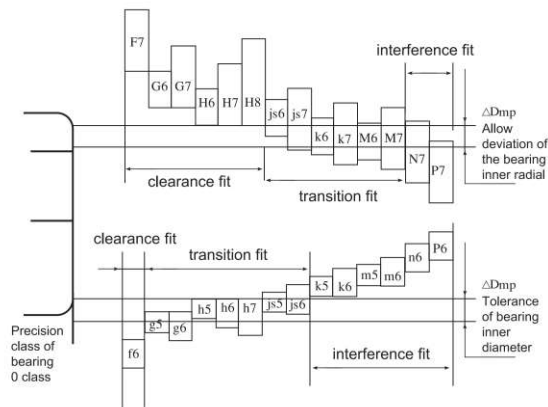 F7
G6
G7
H6
H7
H8
js6
js7
k6
k7
M6
M7
N7
P7
interference fit
clearance fit
transition fit
△Dmp
Allow
deviation of
the bearing
inner radial
clearance fit
transition fit
f6
g5
g6
h5
h6
h7
js5
js6
k5
k6
m5
m6
n6
P6
interference fit
△Dmp
Tolerance
of bearing
inner
diameter
Precision
class of
bearing
0 class